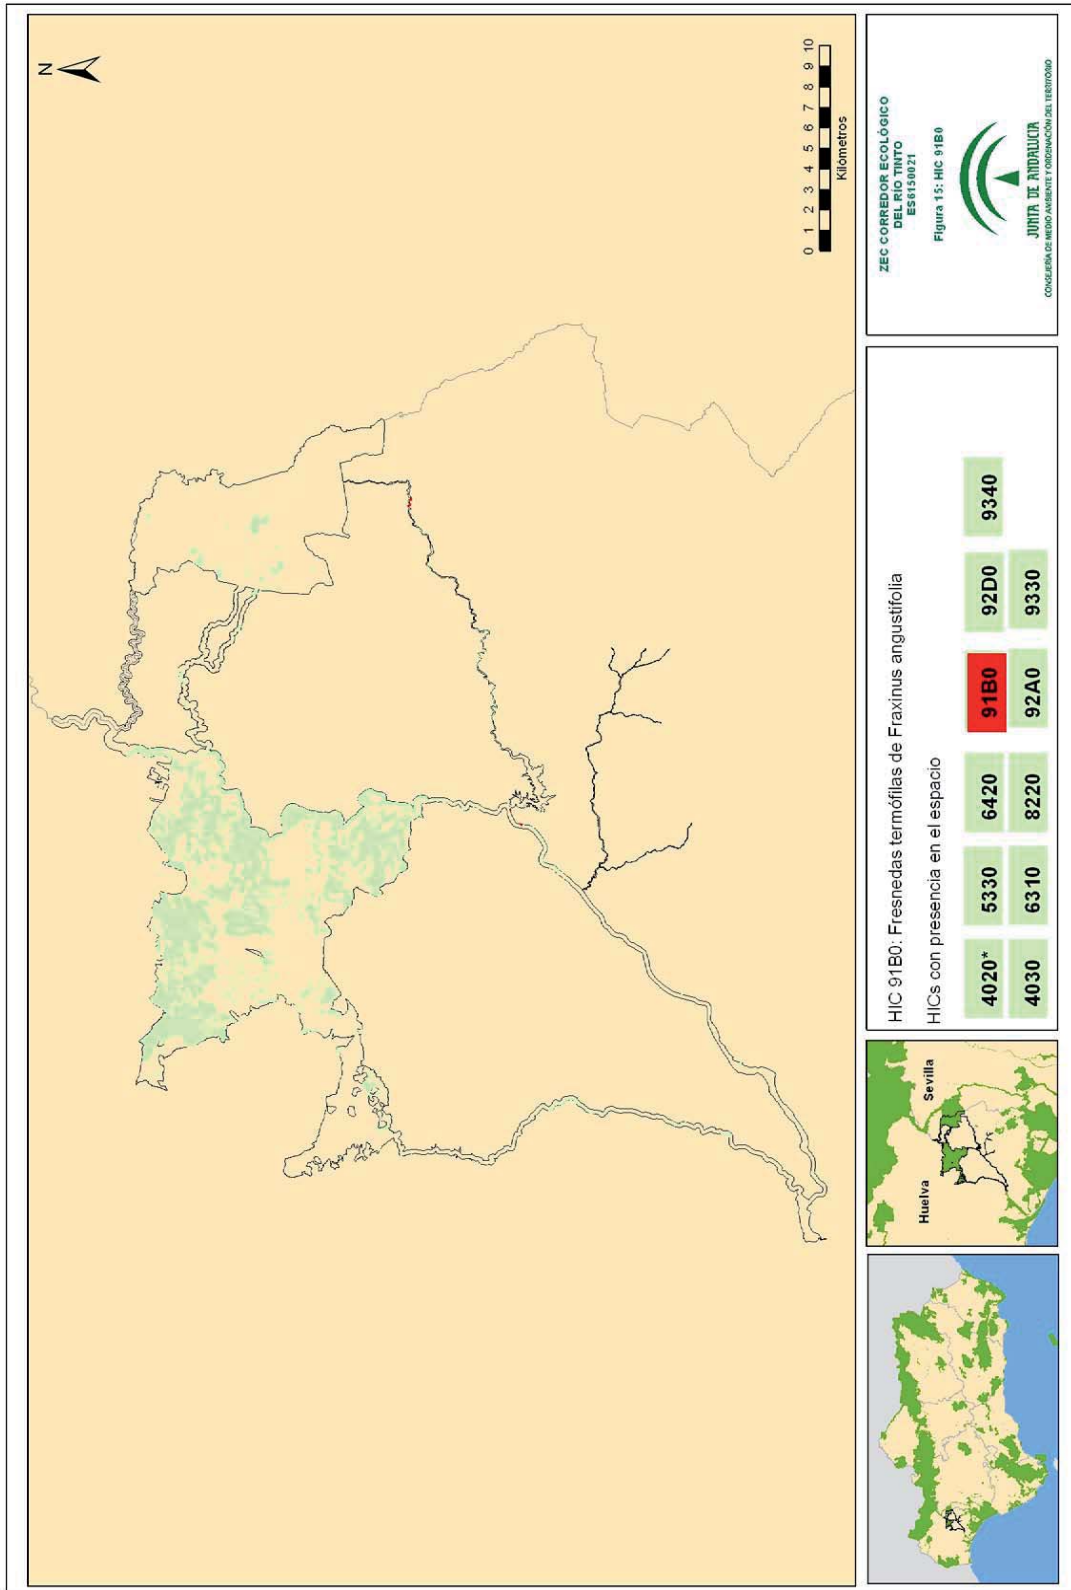 N
0 1 2 3 4 5 6 7 8 9 10
Kilómetros
Huelva
Sevilla
HIC 91B0: Fresnedas termófilas de Fraxinus angustifolia
HICs con presencia en el espacio
4020* 5330 6420 91B0 92D0 9340
4030 6310 8220 92A0 9330
ZEC CORREDOR ECOLÓGICO
DEL RÍO TINTO
ES6150021
Figura 15: HIC 91B0
JUNTA DE ANDALUCIA
CONSEJERÍA DE MEDIO AMBIENTE Y ORDENACIÓN DEL TERRITORIO